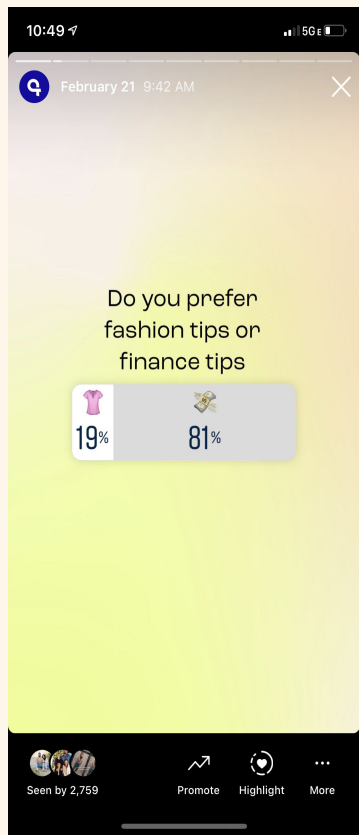 10:49
5GE
February 21 9:42 AM
Do you prefer
fashion tips or
finance tips
19%
81%
Seen by 2,759
Promote
Highlight
More